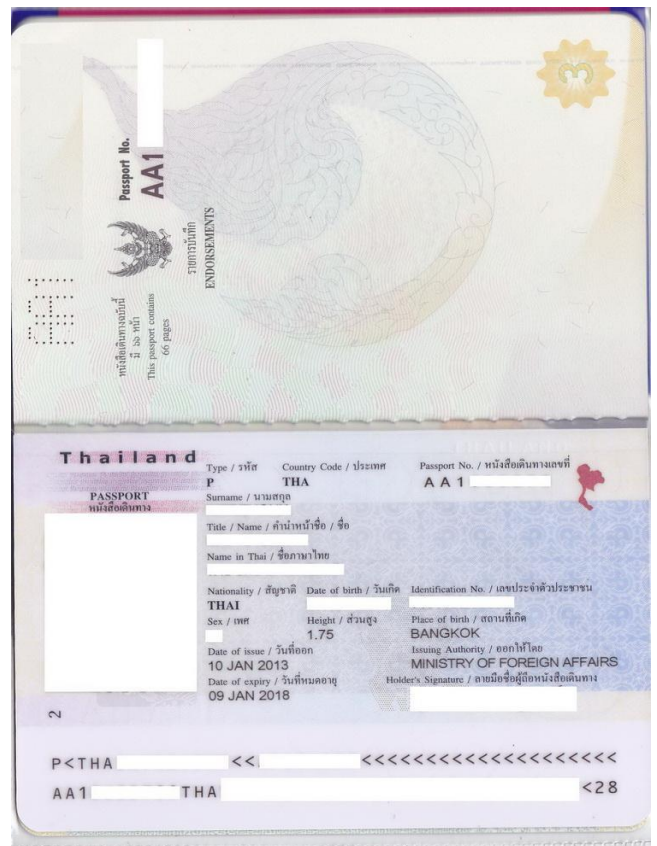 Passport No.
AA1
รายการบันทึก
ENDORSEMENTS
หนังสือเดินทางฉบับนี้
มี ๖๖ หน้า
This passport contains
66 pages
๓
Thailand
PASSPORT
หนังสือเดินทาง
Type / รหัส Country Code / ประเทศ Passport No. / หนังสือเดินทางเลขที่
P THA AA1
Surname / นามสกุล
Title / Name / คำนำหน้าชื่อ / ชื่อ
Name in Thai / ชื่อภาษาไทย
Nationality / สัญชาติ Date of birth / วันเกิด Identification No. / เลขประจำตัวประชาชน
THAI
Sex / เพศ Height / ส่วนสูง Place of birth / สถานที่เกิด
1.75 BANGKOK
Date of issue / วันที่ออก Issuing Authority / ออกให้โดย
10 JAN 2013 MINISTRY OF FOREIGN AFFAIRS
Date of expiry / วันที่หมดอายุ Holder's Signature / ลายมือชื่อผู้ถือหนังสือเดินทาง
09 JAN 2018
2
P<THA << <<<<<<<<<<<<<<<<<<<<<
AA1 THA <28